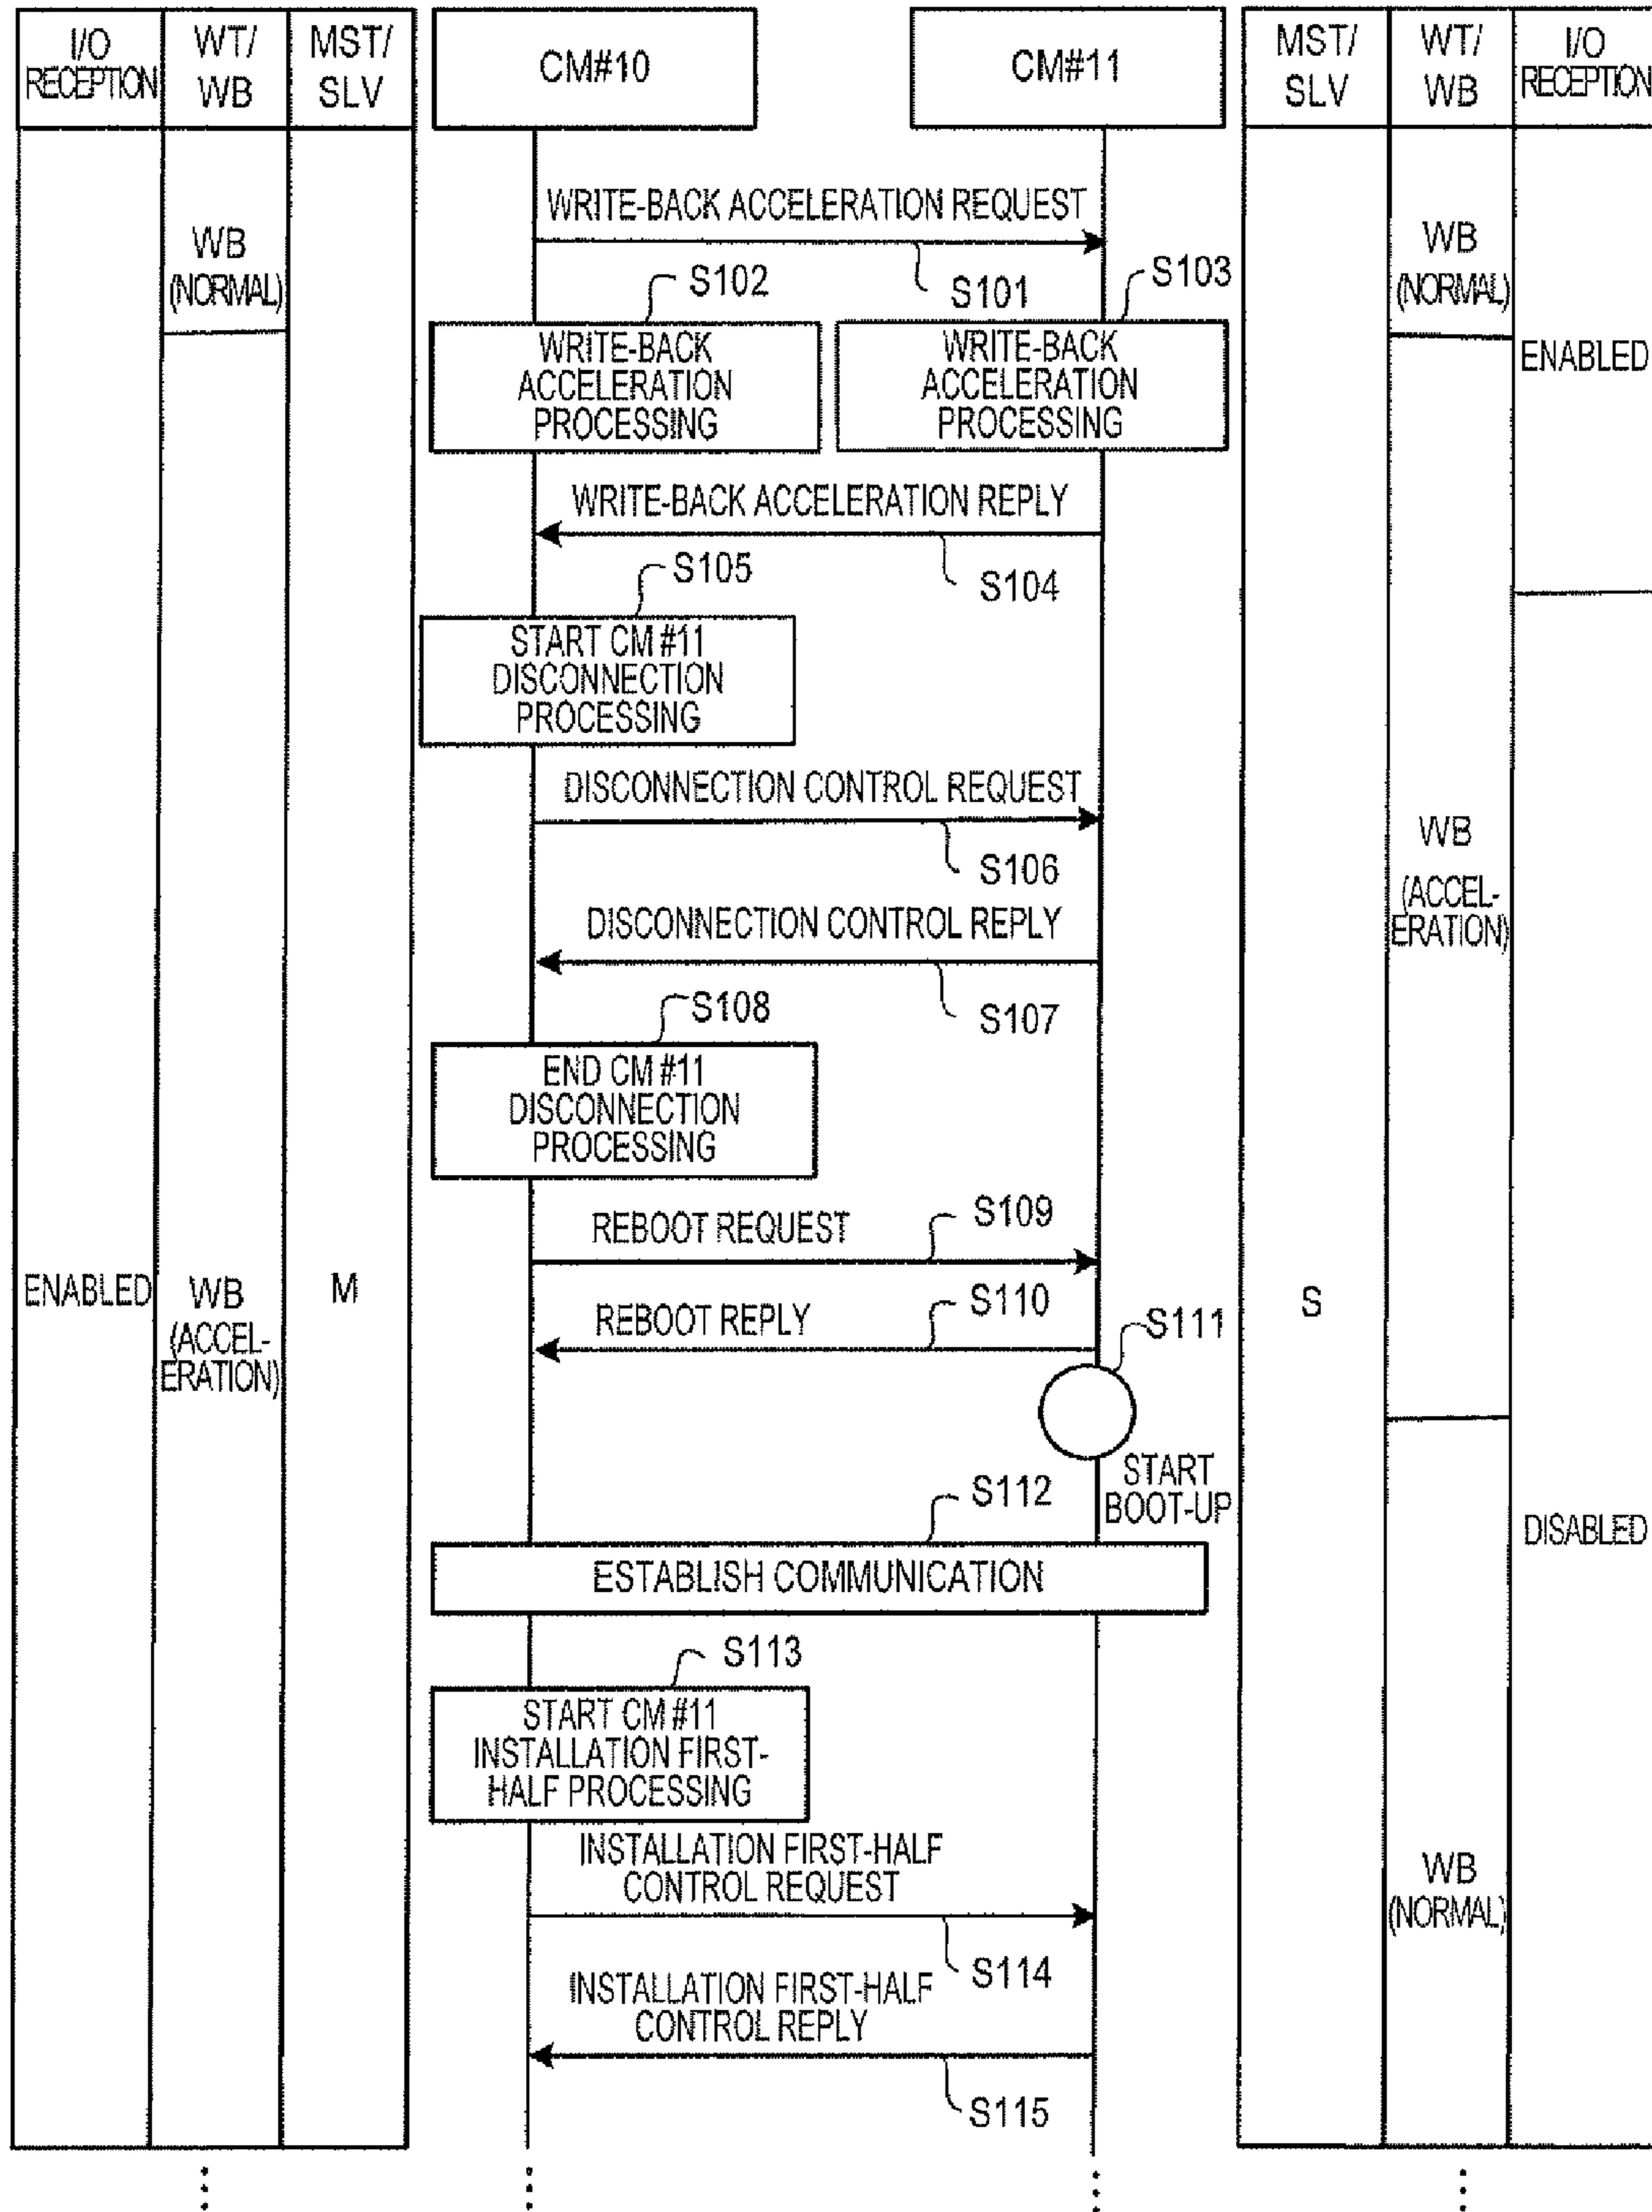 I/O
RECEPTION
WT/
WB
MST/
SLV
CM#10
CM#11
MST/
SLV
WT/
WB
I/O
RECEPTION
WRITE-BACK ACCELERATION REQUEST
S101
WB
(NORMAL)
WB
(NORMAL)
S102
S103
WRITE-BACK
ACCELERATION
PROCESSING
WRITE-BACK
ACCELERATION
PROCESSING
ENABLED
WRITE-BACK ACCELERATION REPLY
S104
S105
START CM #11
DISCONNECTION
PROCESSING
DISCONNECTION CONTROL REQUEST
S106
WB
(ACCEL-
ERATION)
DISCONNECTION CONTROL REPLY
S107
S108
END CM #11
DISCONNECTION
PROCESSING
REBOOT REQUEST
S109
ENABLED
WB
(ACCEL-
ERATION)
M
S
REBOOT REPLY
S110
S111
START
BOOT-UP
S112
DISABLED
ESTABLISH COMMUNICATION
S113
START CM #11
INSTALLATION FIRST-
HALF PROCESSING
INSTALLATION FIRST-HALF
CONTROL REQUEST
S114
WB
(NORMAL)
INSTALLATION FIRST-HALF
CONTROL REPLY
S115